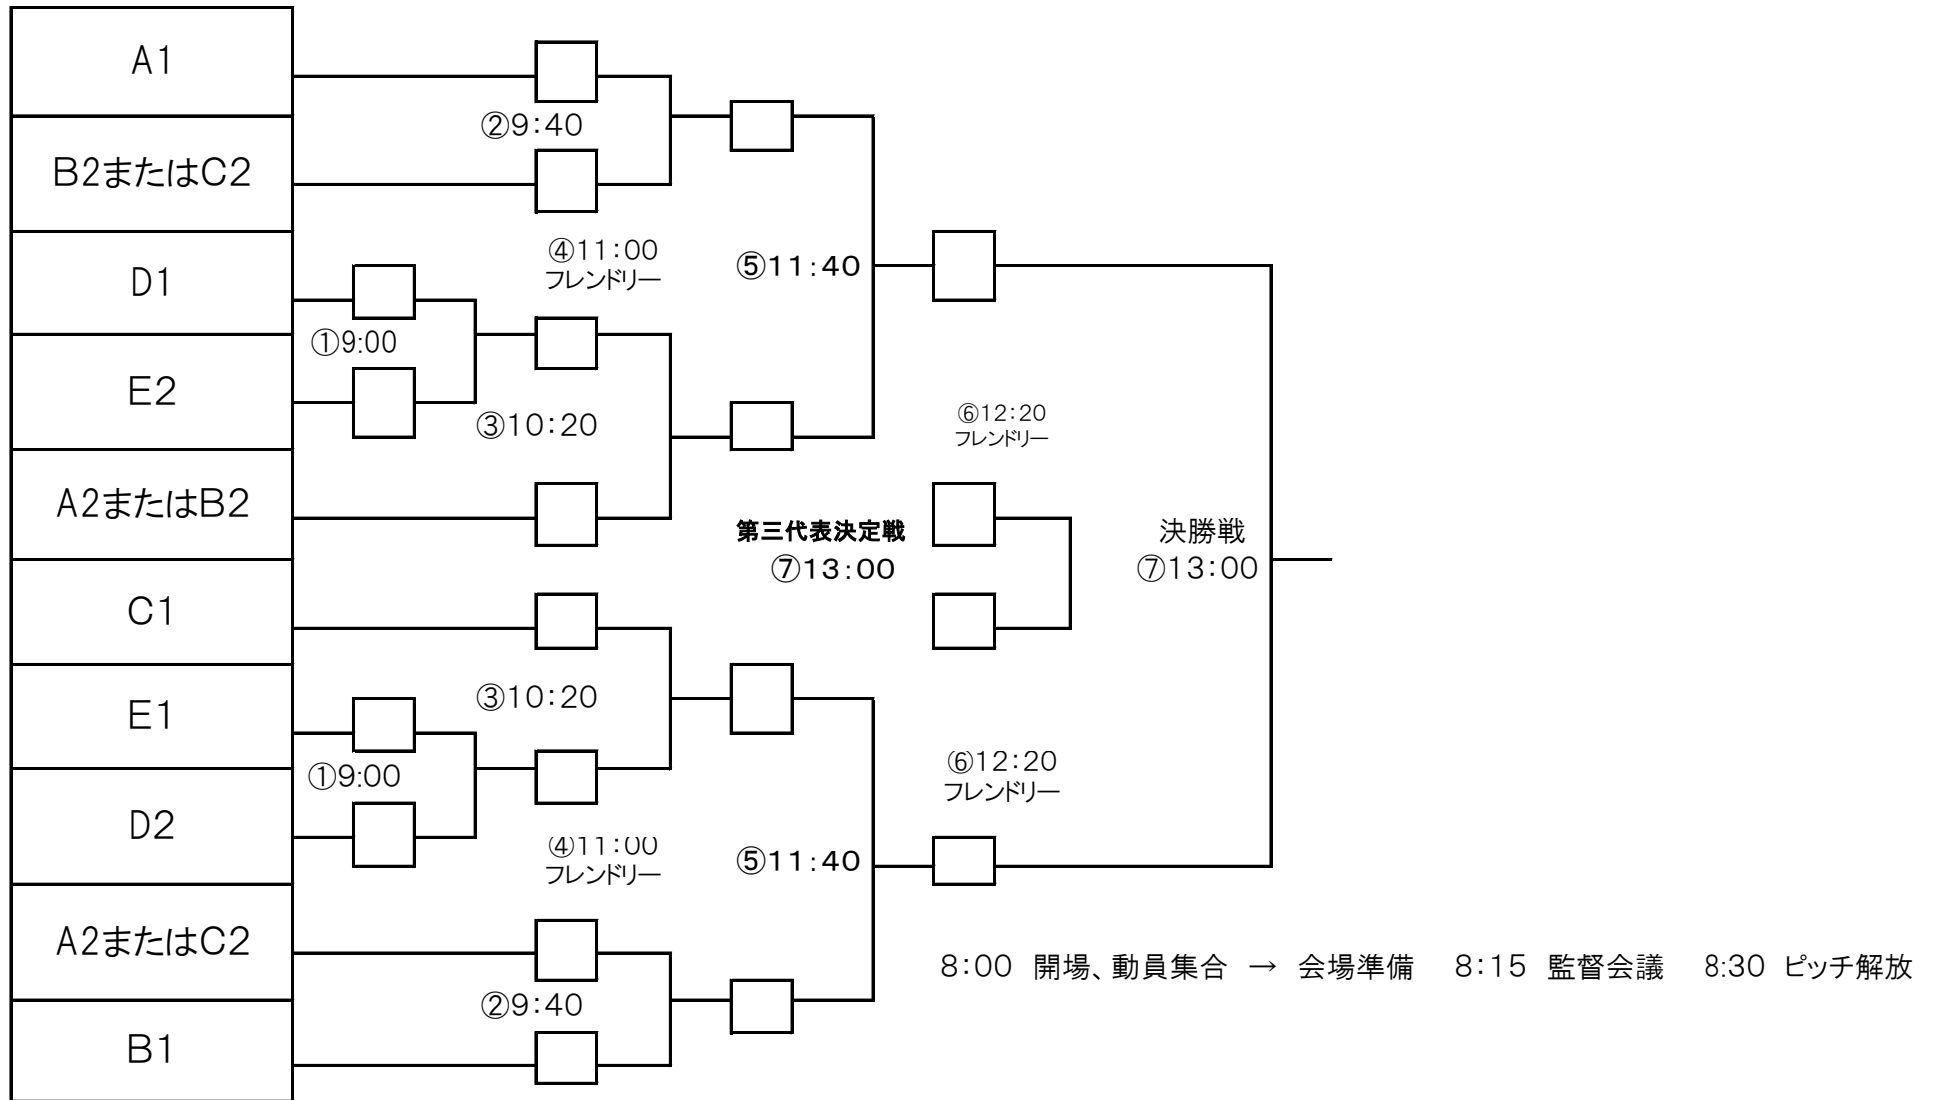 A1
②9:40
B2またはC2
④11:00
フレンドリー
D1
⑤11:40
①9:00
E2
③10:20
⑥12:20
フレンドリー
A2またはB2
第三代表決定戦
⑦13:00
決勝戦
⑦13:00
C1
E1
③10:20
①9:00
⑥12:20
フレンドリー
D2
④11:00
フレンドリー
⑤11:40
A2またはC2
8:00 開場、動員集合 → 会場準備 8:15 監督会議 8:30 ピッチ解放
②9:40
B1